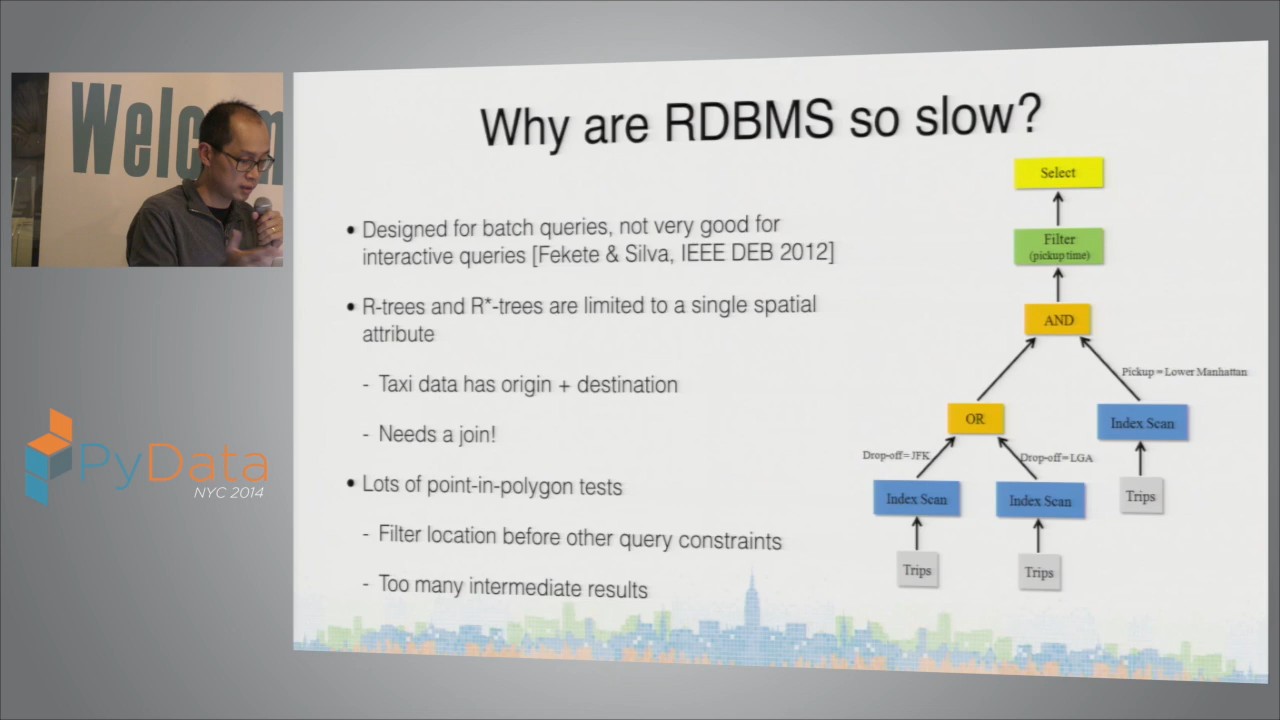 Welcom
Why are RDBMS so slow?
• Designed for batch queries, not very good for
interactive queries [Fekete & Silva, IEEE DEB 2012]
• R-trees and R*-trees are limited to a single spatial
attribute
- Taxi data has origin + destination
- Needs a join!
• Lots of point-in-polygon tests
- Filter location before other query constraints
- Too many intermediate results
Select
Filter
(pickup time)
AND
Pickup = Lower Manhattan
OR
Index Scan
Drop-off = JFK
Drop-off = LGA
Index Scan
Index Scan
Trips
Trips
Trips
PyData
NYC 2014